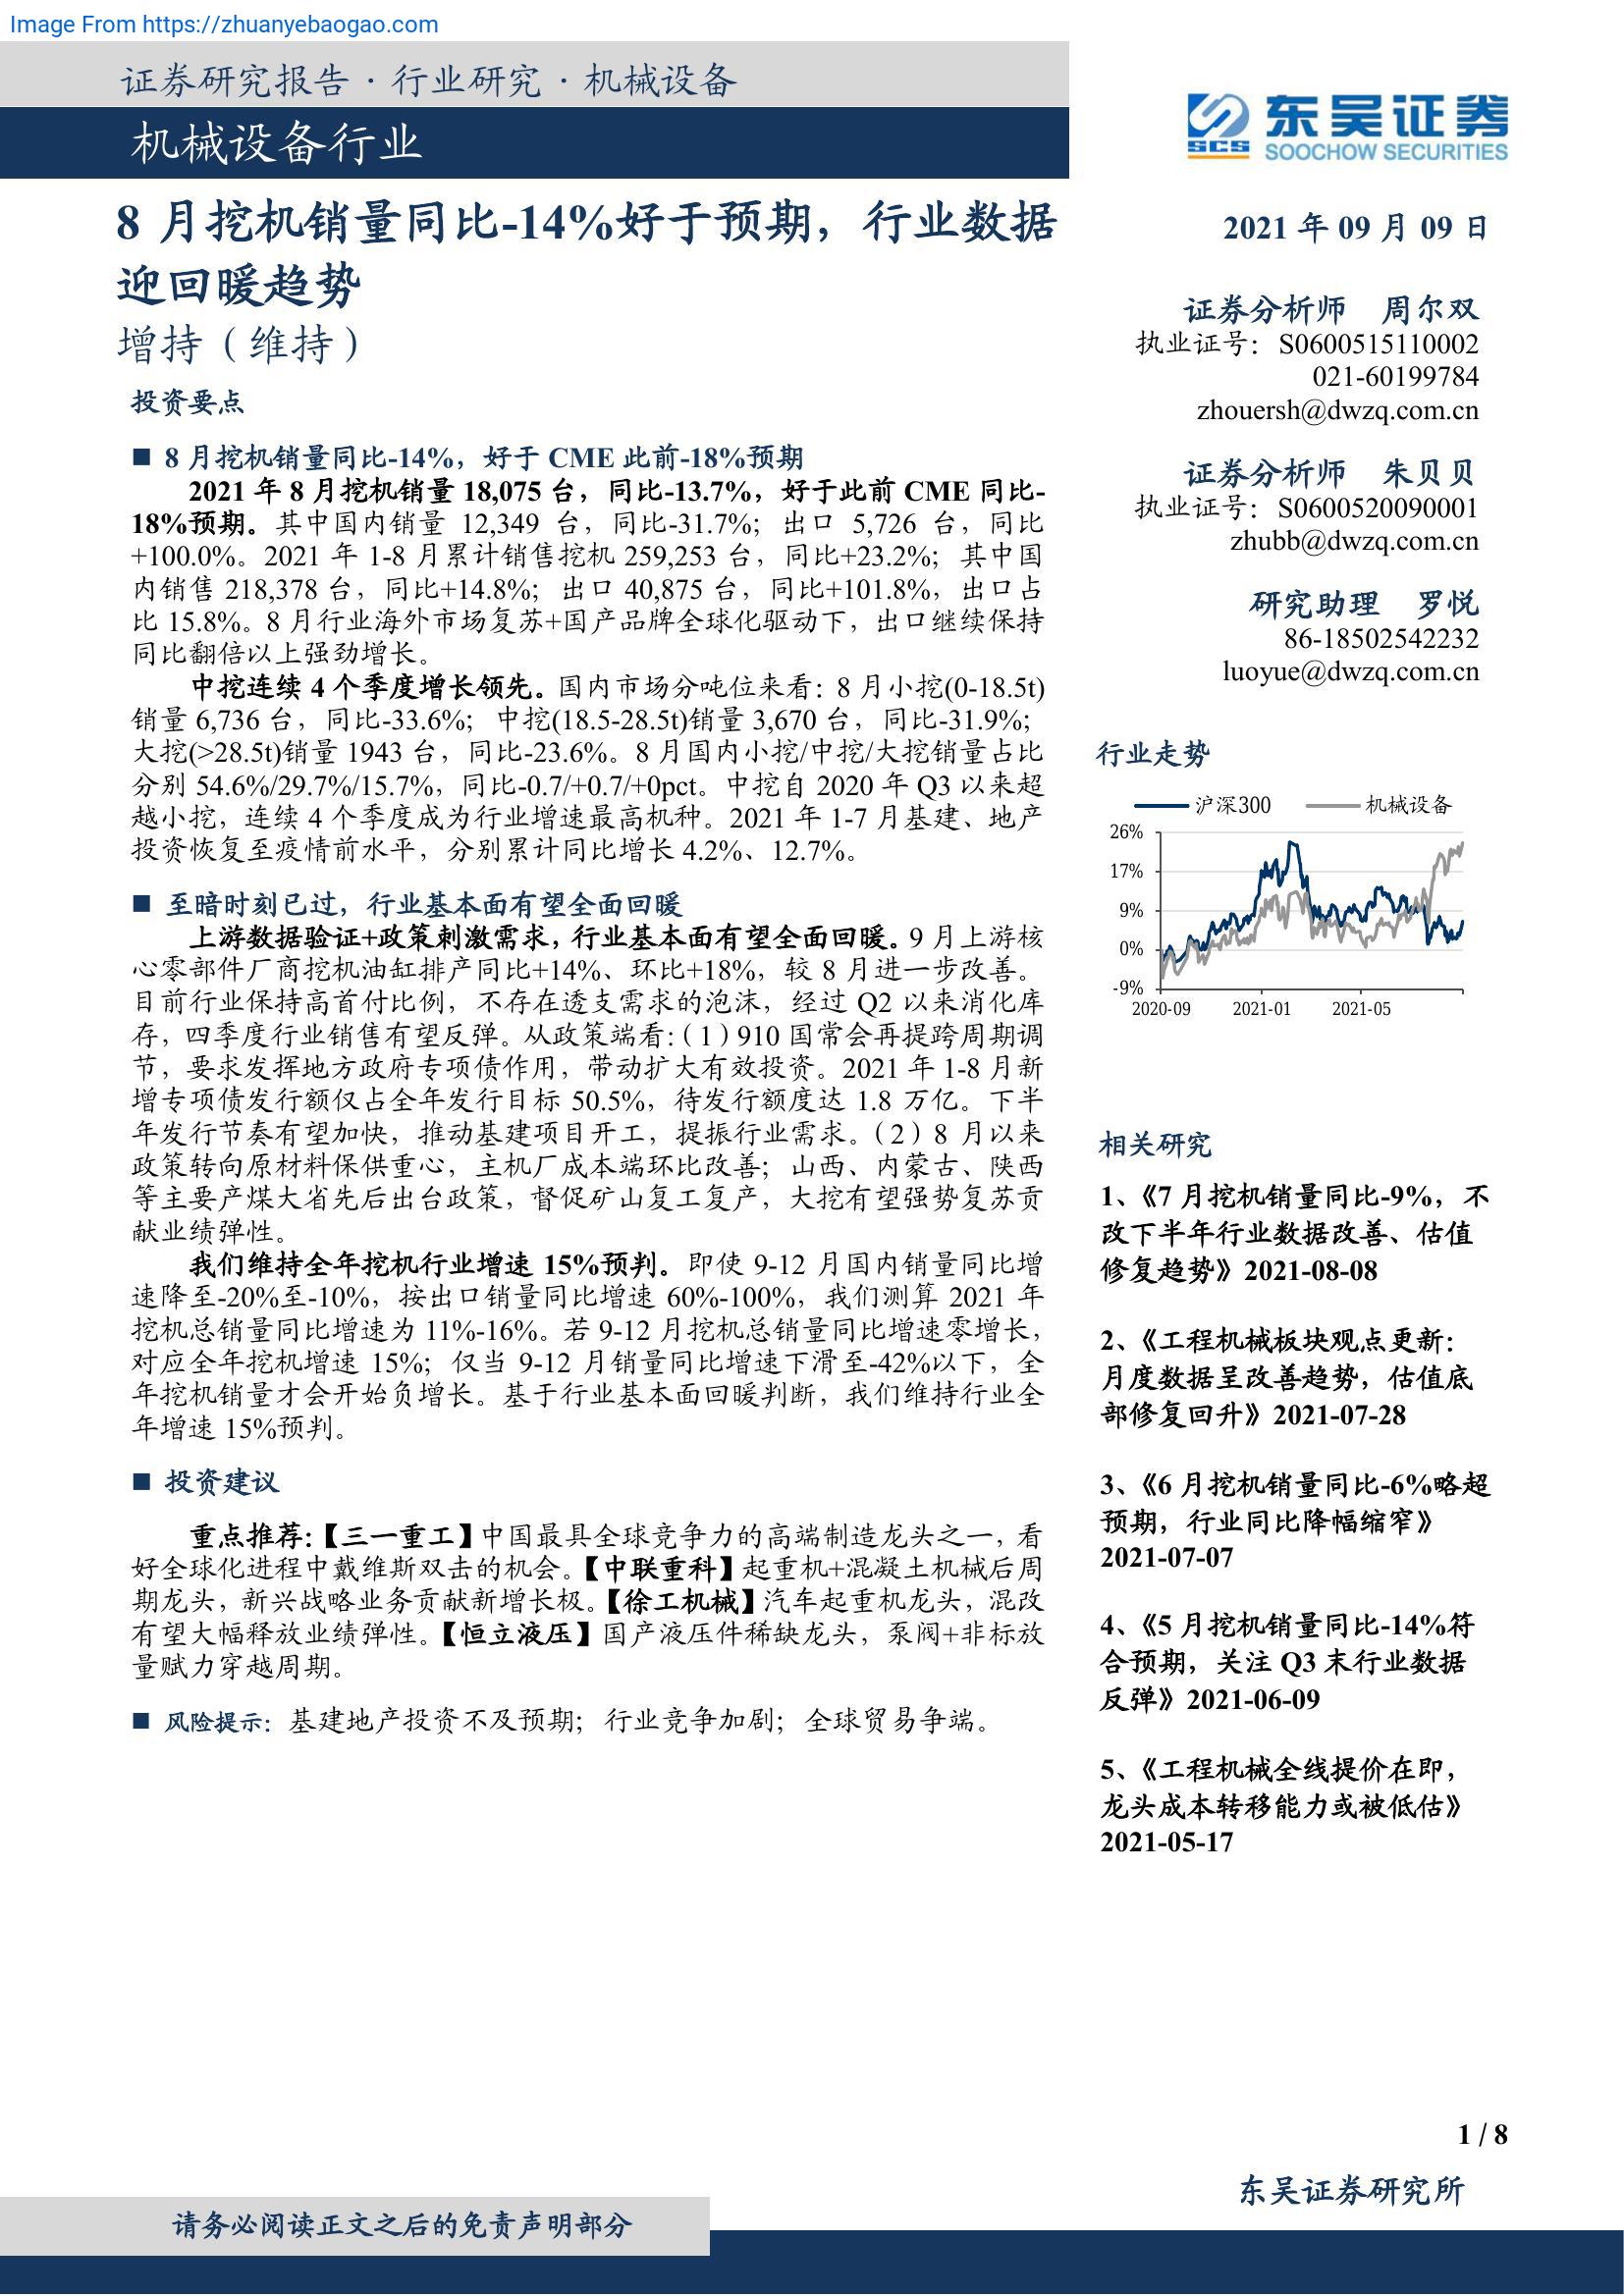 Image From https://zhuanyebaogao.com
证券研究报告 · 行业研究 · 机械设备
机械设备行业
东吴证券
SCS
SOOCHOW SECURITIES
8 月挖机销量同比-14%好于预期，行业数据
迎回暖趋势
增持（维持）
投资要点
■ 8 月挖机销量同比-14%，好于 CME 此前-18%预期
2021 年 8 月挖机销量 18,075 台，同比-13.7%，好于此前 CME 同比-
18%预期。其中国内销量 12,349 台，同比-31.7%；出口 5,726 台，同比
+100.0%。2021 年 1-8 月累计销售挖机 259,253 台，同比+23.2%；其中国
内销售 218,378 台，同比+14.8%；出口 40,875 台，同比+101.8%，出口占
比 15.8%。8 月行业海外市场复苏+国产品牌全球化驱动下，出口继续保持
同比翻倍以上强劲增长。
中挖连续 4 个季度增长领先。国内市场分吨位来看：8 月小挖(0-18.5t)
销量 6,736 台，同比-33.6%；中挖(18.5-28.5t)销量 3,670 台，同比-31.9%；
大挖(>28.5t)销量 1943 台，同比-23.6%。8 月国内小挖/中挖/大挖销量占比
分别 54.6%/29.7%/15.7%，同比-0.7/+0.7/+0pct。中挖自 2020 年 Q3 以来超
越小挖，连续 4 个季度成为行业增速最高机种。2021 年 1-7 月基建、地产
投资恢复至疫情前水平，分别累计同比增长 4.2%、12.7%。
■ 至暗时刻已过，行业基本面有望全面回暖
上游数据验证+政策刺激需求，行业基本面有望全面回暖。9 月上游核
心零部件厂商挖机油缸排产同比+14%、环比+18%，较 8 月进一步改善。
目前行业保持高首付比例，不存在透支需求的泡沫，经过 Q2 以来消化库
存，四季度行业销售有望反弹。从政策端看：（1）910 国常会再提跨周期调
节，要求发挥地方政府专项债作用，带动扩大有效投资。2021 年 1-8 月新
增专项债发行额仅占全年发行目标 50.5%，待发行额度达 1.8 万亿。下半
年发行节奏有望加快，推动基建项目开工，提振行业需求。（2）8 月以来
政策转向原材料保供重心，主机厂成本端环比改善；山西、内蒙古、陕西
等主要产煤大省先后出台政策，督促矿山复工复产，大挖有望强势复苏贡
献业绩弹性。
我们维持全年挖机行业增速 15%预判。即使 9-12 月国内销量同比增
速降至-20%至-10%，按出口销量同比增速 60%-100%，我们测算 2021 年
挖机总销量同比增速为 11%-16%。若 9-12 月挖机总销量同比增速零增长，
对应全年挖机增速 15%；仅当 9-12 月销量同比增速下滑至-42%以下，全
年挖机销量才会开始负增长。基于行业基本面回暖判断，我们维持行业全
年增速 15%预判。
■ 投资建议
重点推荐：【三一重工】中国最具全球竞争力的高端制造龙头之一，看
好全球化进程中戴维斯双击的机会。【中联重科】起重机+混凝土机械后周
期龙头，新兴战略业务贡献新增长极。【徐工机械】汽车起重机龙头，混改
有望大幅释放业绩弹性。【恒立液压】国产液压件稀缺龙头，泵阀+非标放
量赋力穿越周期。
■ 风险提示：基建地产投资不及预期；行业竞争加剧；全球贸易争端。
2021 年 09 月 09 日
证券分析师 周尔双
执业证号：S0600515110002
021-60199784
zhouersh@dwzq.com.cn
证券分析师 朱贝贝
执业证号：S0600520090001
zhubb@dwzq.com.cn
研究助理 罗悦
86-18502542232
luoyue@dwzq.com.cn
行业走势
沪深300 机械设备
26%
17%
9%
0%
-9%
2020-09 2021-01 2021-05
相关研究
1、《7 月挖机销量同比-9%，不
改下半年行业数据改善、估值
修复趋势》2021-08-08
2、《工程机械板块观点更新：
月度数据呈改善趋势，估值底
部修复回升》2021-07-28
3、《6 月挖机销量同比-6%略超
预期，行业同比降幅缩窄》
2021-07-07
4、《5 月挖机销量同比-14%符
合预期，关注 Q3 末行业数据
反弹》2021-06-09
5、《工程机械全线提价在即，
龙头成本转移能力或被低估》
2021-05-17
1 / 8
东吴证券研究所
请务必阅读正文之后的免责声明部分